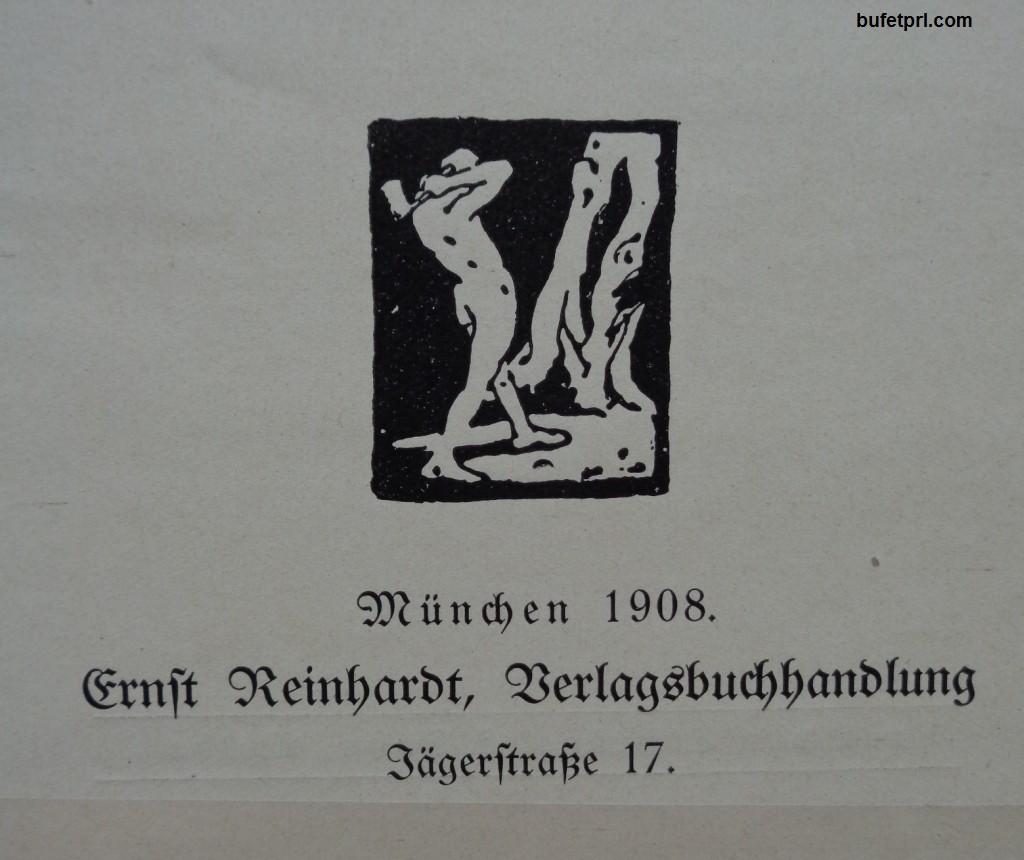 bufetprl.com
München 1908.
Ernſt Reinhardt, Verlagsbuchhandlung
Jägerſtraße 17.